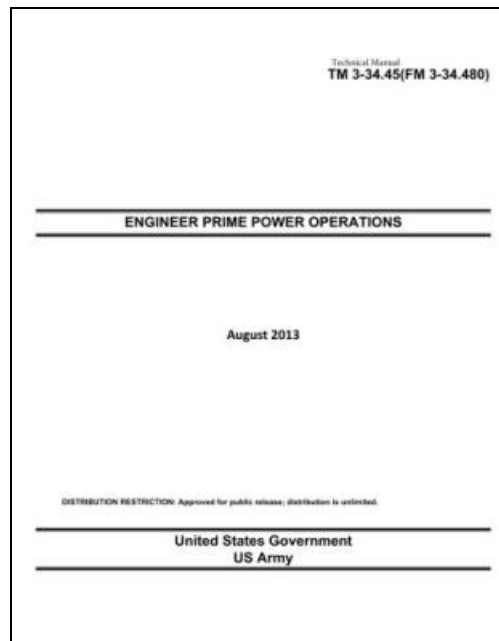 Technical Manual
TM 3-34.45(FM 3-34.480)
ENGINEER PRIME POWER OPERATIONS
August 2013
DISTRIBUTION RESTRICTION: Approved for public release; distribution is unlimited.
United States Government
US Army